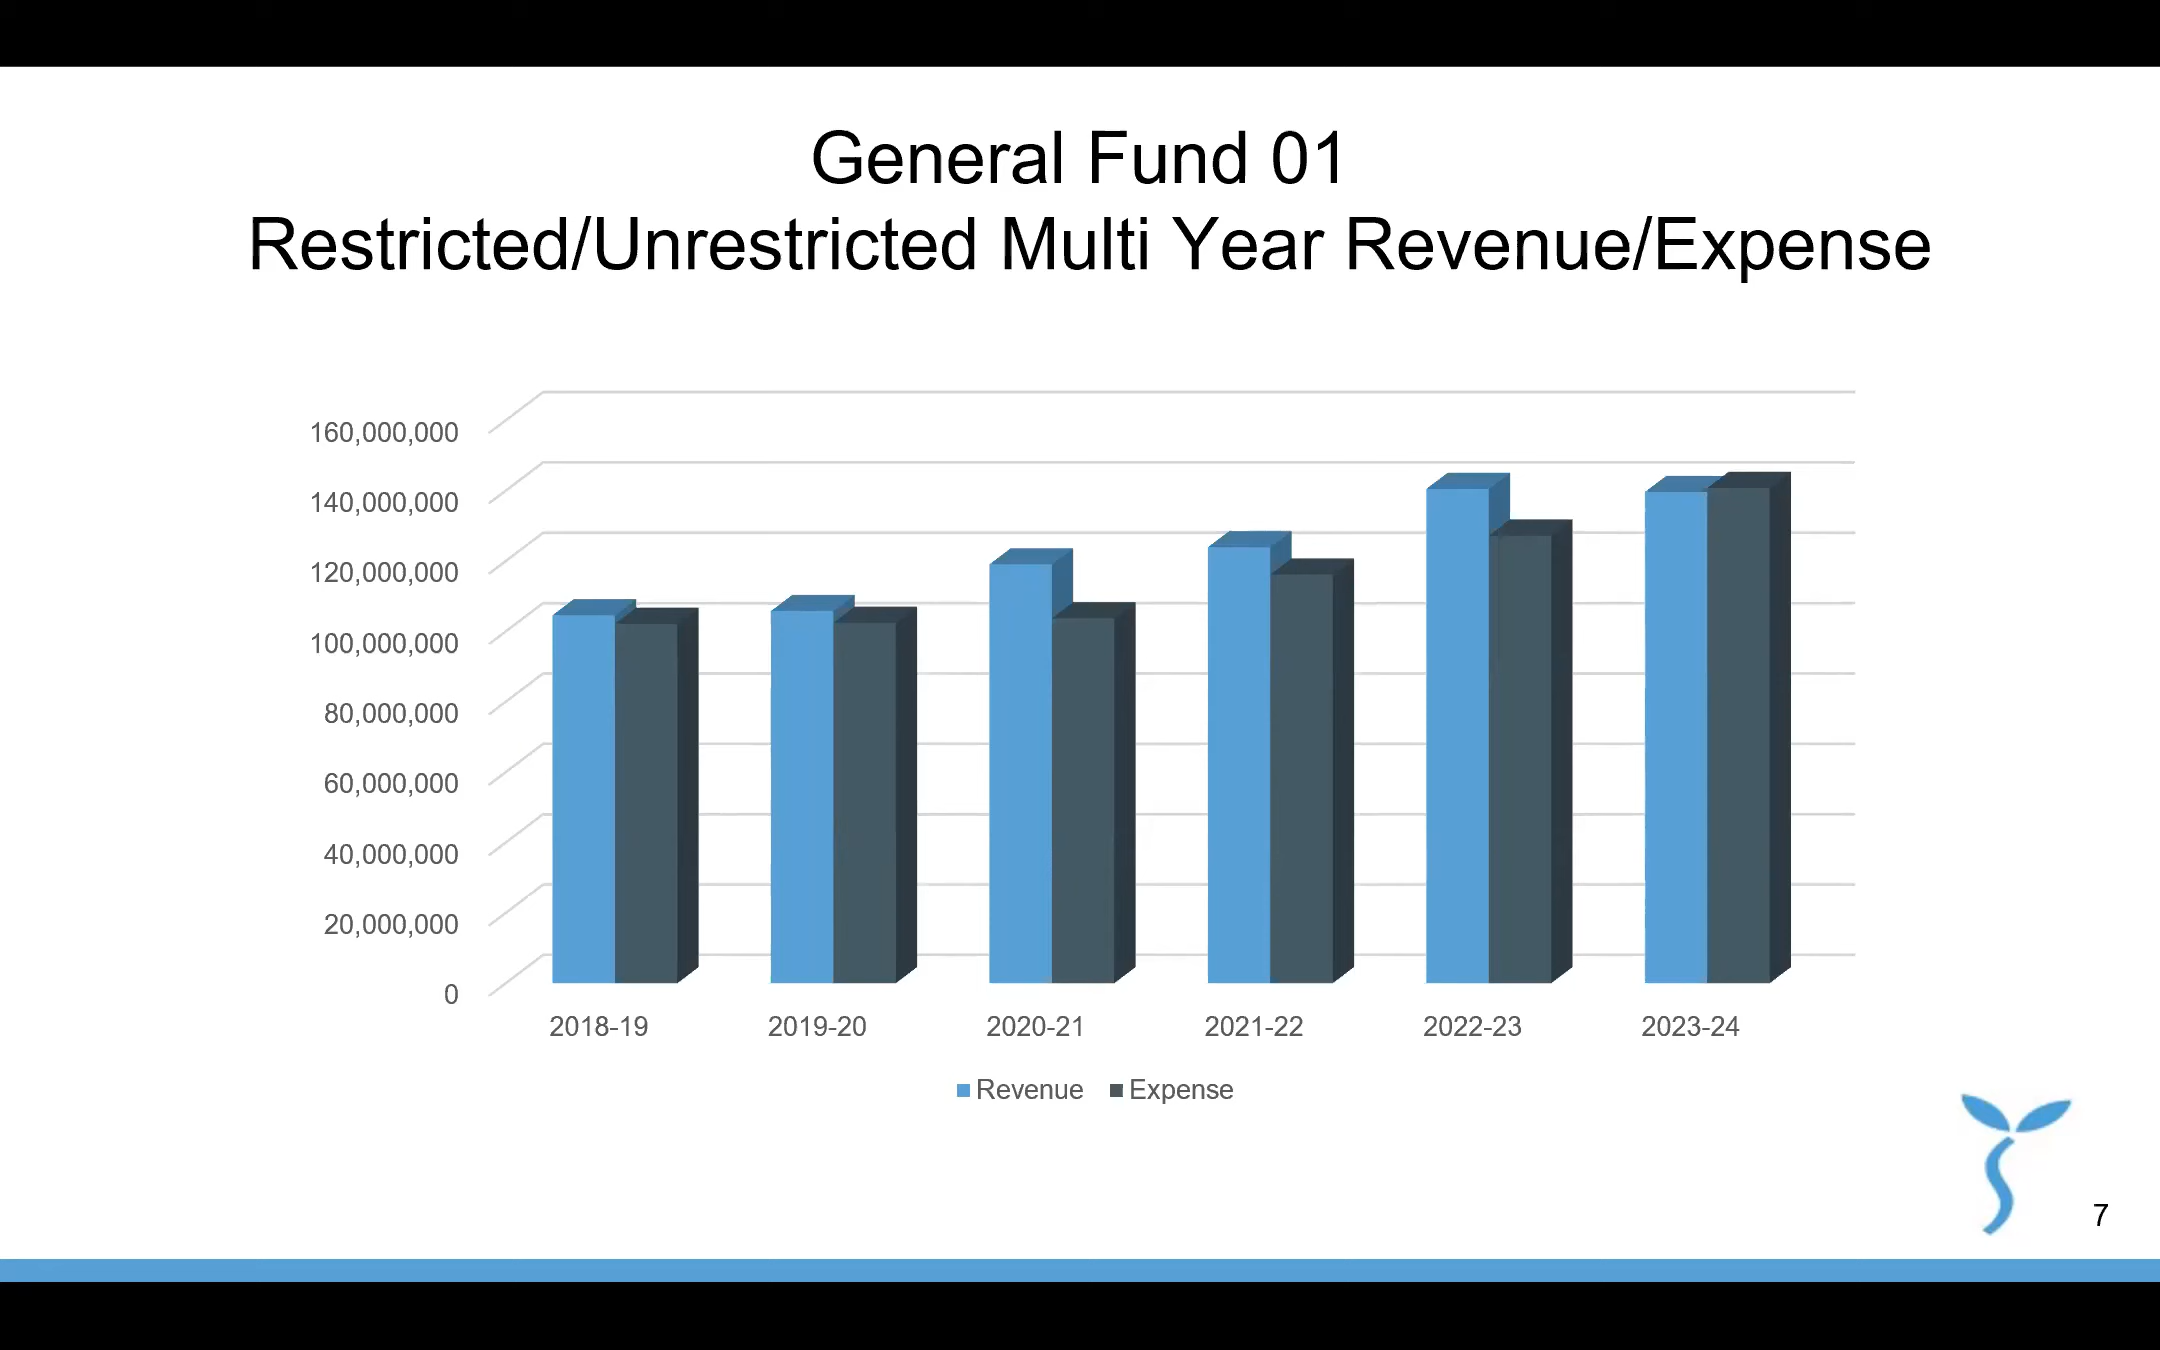 General Fund 01
Restricted/Unrestricted Multi Year Revenue/Expense
160,000,000
140,000,000
120,000,000
100,000,000
80,000,000
60,000,000
40,000,000
20,000,000
0
2018-19 2019-20 2020-21 2021-22 2022-23 2023-24
Revenue Expense
7